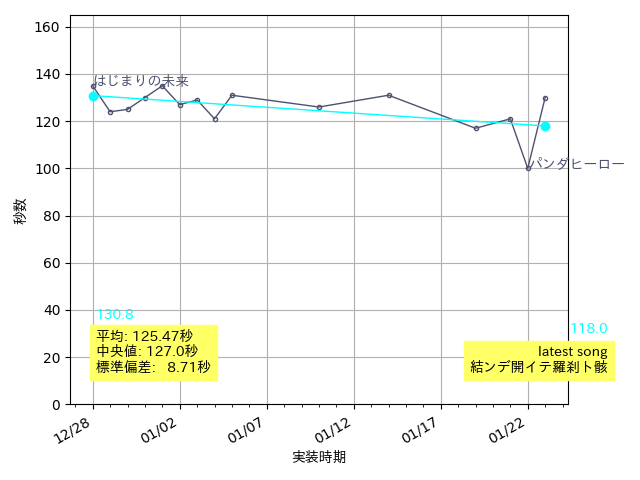 160
140
120
100
80
60
40
20
0
秒数
はじまりの未来
パンダヒーロー
130.8
118.0
平均: 125.47秒
中央値: 127.0秒
標準偏差:  8.71秒
latest song
結ンデ開イテ羅刹ト骸
12/28
01/02
01/07
01/12
01/17
01/22
実装時期